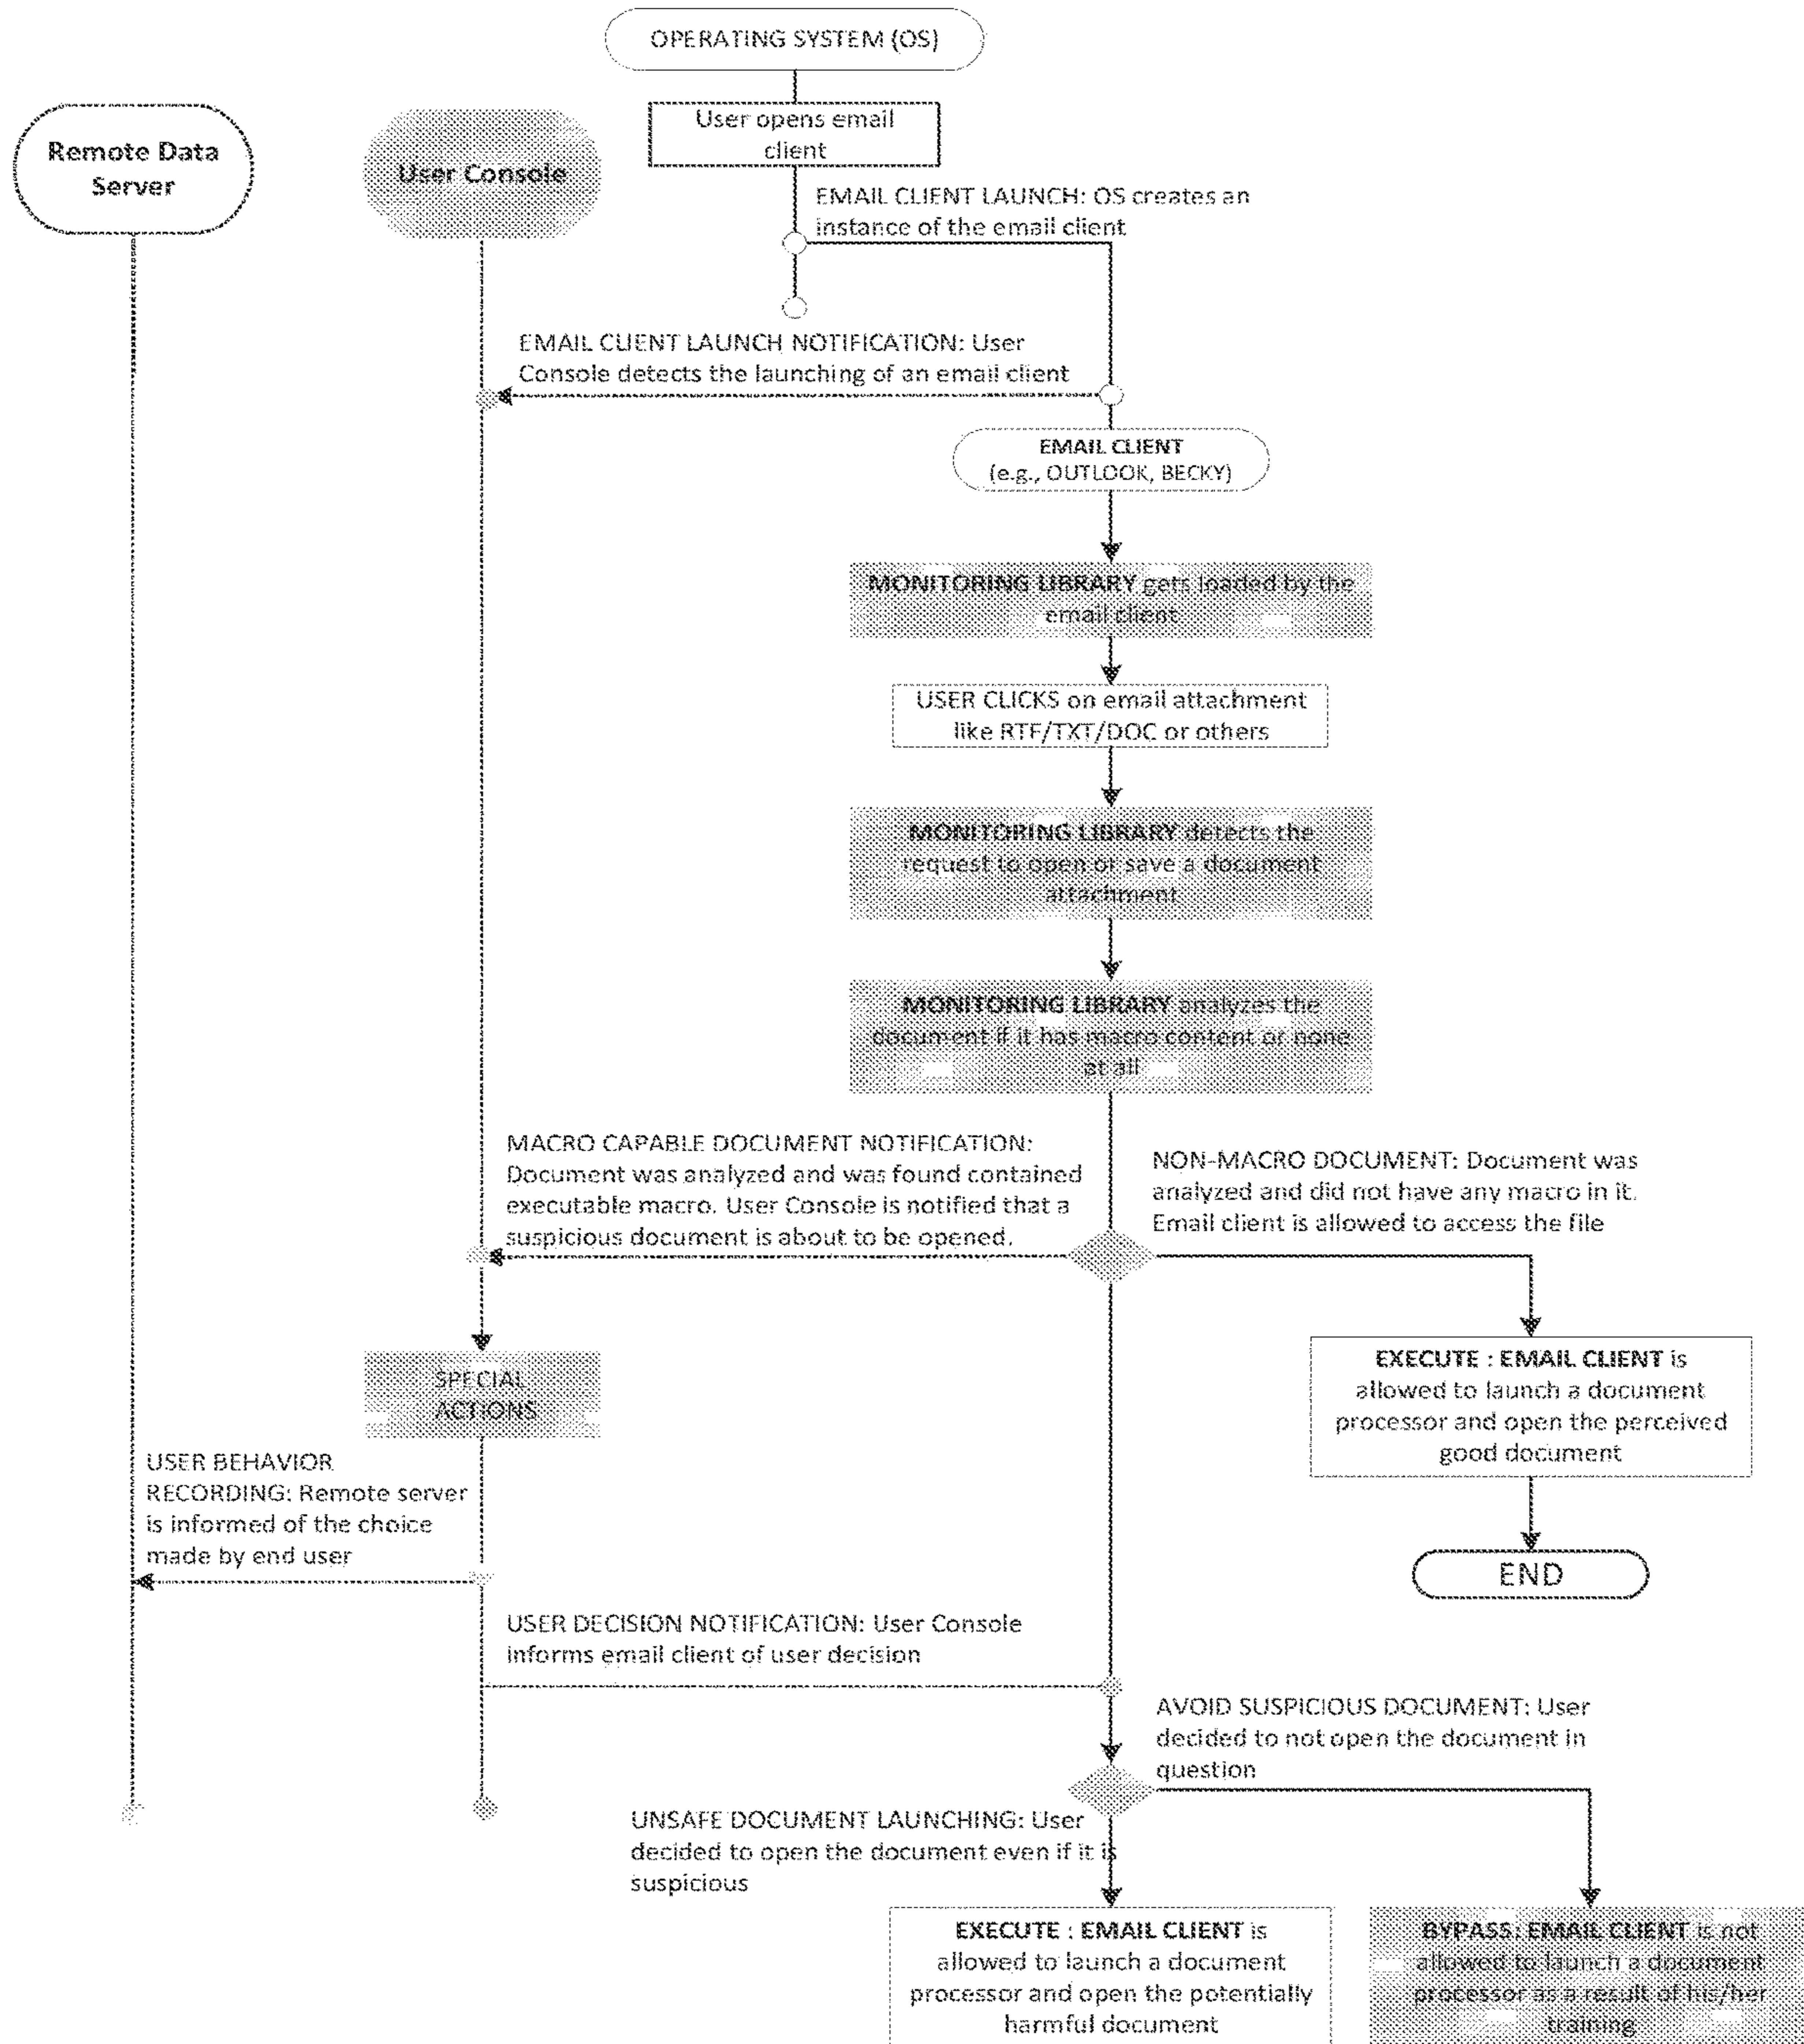 OPERATING SYSTEM (OS)
User opens email
client
Remote Data
Server
User Console
EMAIL CLIENT LAUNCH: OS creates an
instance of the email client
EMAIL CLIENT LAUNCH NOTIFICATION: User
Console detects the launching of an email client
EMAIL CLIENT
(e.g., OUTLOOK, BECKY)
MONITORING LIBRARY gets loaded by the
email client
USER CLICKS on email attachment
like RTF/TXT/DOC or others
MONITORING LIBRARY detects the
request to open or save a document
attachment
MONITORING LIBRARY analyzes the
document if it has macro content or none
at all
MACRO CAPABLE DOCUMENT NOTIFICATION:
Document was analyzed and was found contained
executable macro. User Console is notified that a
suspicious document is about to be opened.
NON-MACRO DOCUMENT: Document was
analyzed and did not have any macro in it.
Email client is allowed to access the file
SPECIAL
ACTIONS
EXECUTE : EMAIL CLIENT is
allowed to launch a document
processor and open the perceived
good document
USER BEHAVIOR
RECORDING: Remote server
is informed of the choice
made by end user
END
USER DECISION NOTIFICATION: User Console
informs email client of user decision
AVOID SUSPICIOUS DOCUMENT: User
decided to not open the document in
question
UNSAFE DOCUMENT LAUNCHING: User
decided to open the document even if it is
suspicious
EXECUTE : EMAIL CLIENT is
allowed to launch a document
processor and open the potentially
harmful document
BYPASS: EMAIL CLIENT is not
allowed to launch a document
processor as a result of his/her
training